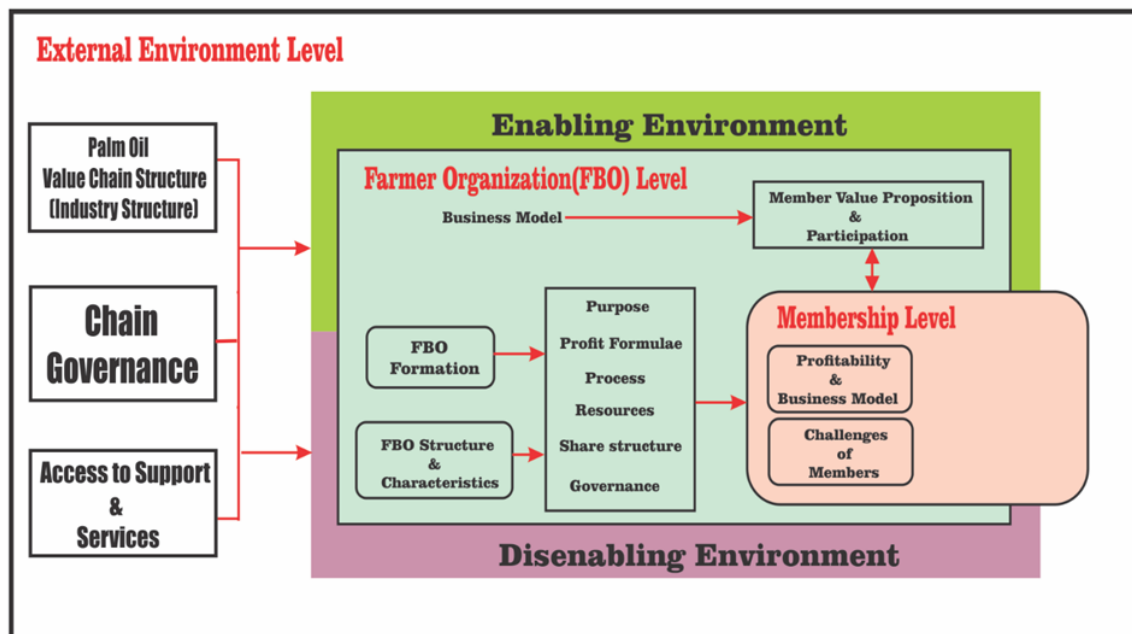 External Environment Level
Palm Oil
Value Chain Structure
(Industry Structure)
Chain
Governance
Access to Support
&
Services
Enabling Environment
Farmer Organization(FBO) Level
Business Model
Member Value Proposition
&
Participation
FBO
Formation
FBO Structure
&
Characteristics
Purpose
Profit Formulae
Process
Resources
Share structure
Governance
Membership Level
Profitability
&
Business Model
Challenges
of
Members
Disenabling Environment